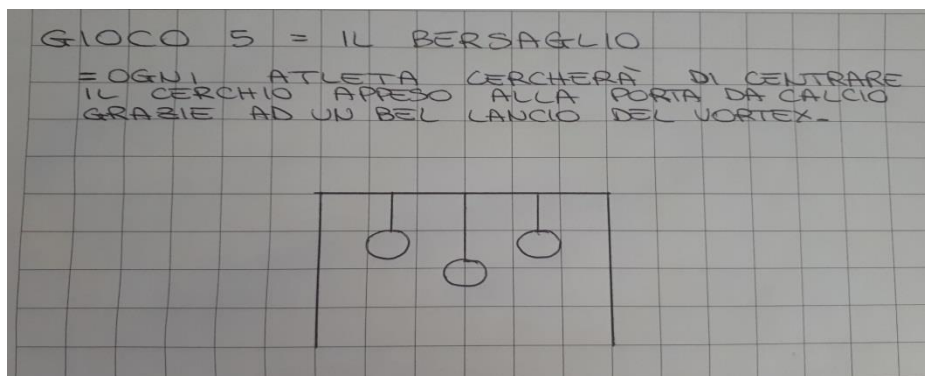 GIOCO 5 = IL BERSAGLIO
= OGNI ATLETA CERCHERÀ DI CENTRARE
IL CERCHIO APPESO ALLA PORTA DA CALCIO
GRAZIE AD UN BEL LANCIO DEL VORTEX.